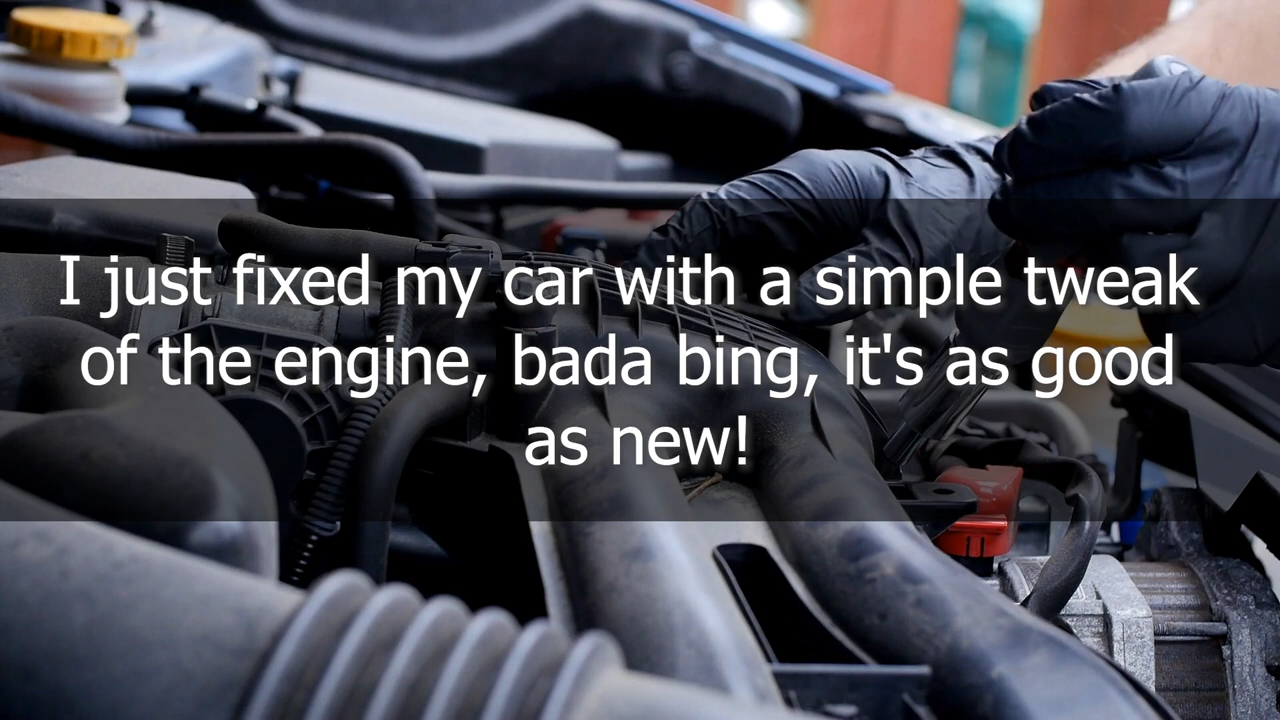 I just fixed my car with a simple tweak
of the engine, bada bing, it's as good
as new!